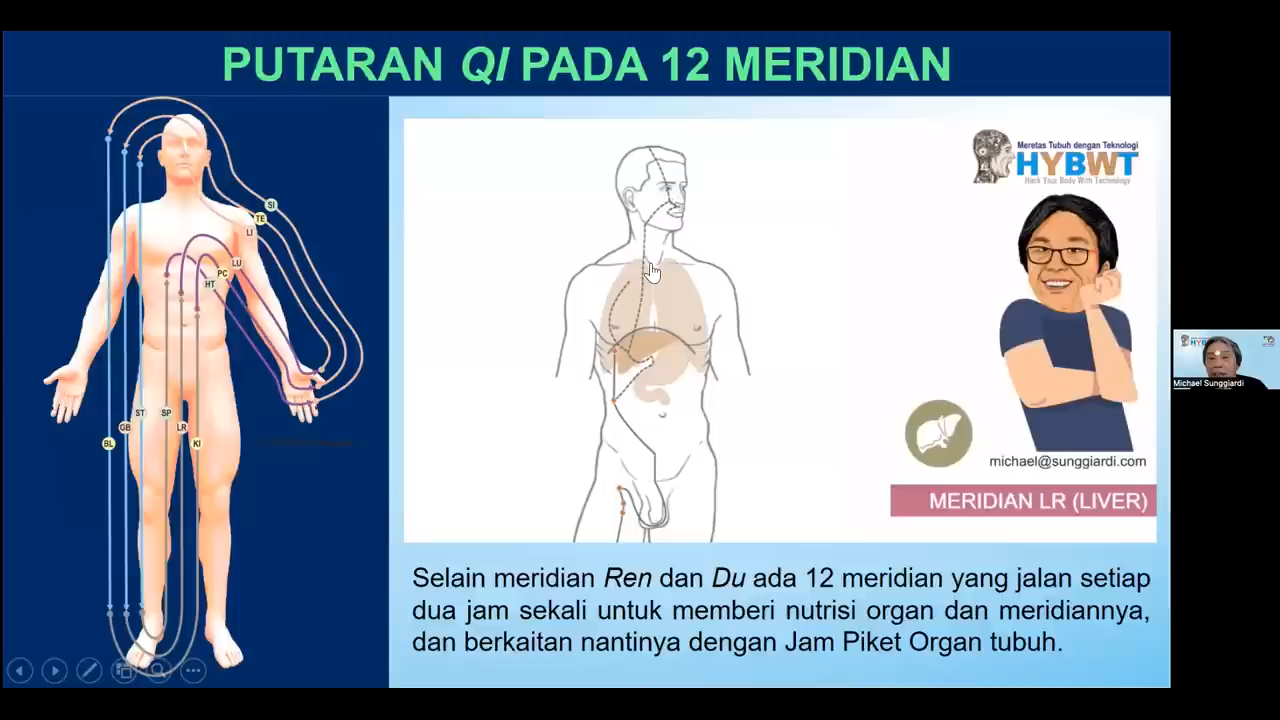 PUTARAN QI PADA 12 MERIDIAN
SI
TE
LI
LU
PC
HT
ST
SP
GB
LR
BL
KI
Meretas Tubuh dengan Teknologi
HYBWT
Hack Your Body With Technology
michael@sunggiardi.com
MERIDIAN LR (LIVER)
Selain meridian Ren dan Du ada 12 meridian yang jalan setiap
dua jam sekali untuk memberi nutrisi organ dan meridiannya,
dan berkaitan nantinya dengan Jam Piket Organ tubuh.
Michael Sunggiardi